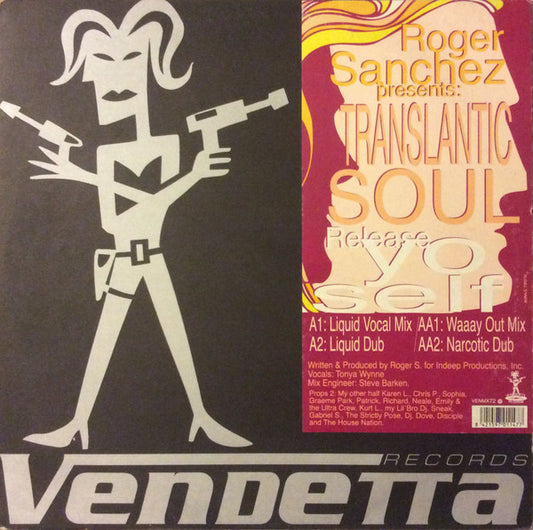 Roger
Sanchez
presents:
TRANSLANTIC
SOUL
Release
yo
self
A1: Liquid Vocal Mix
A2: Liquid Dub
AA1: Waaay Out Mix
AA2: Narcotic Dub
Written & Produced by Roger S. for Indeep Productions, Inc.
Vocals: Tonya Wynne
Mix Engineer: Steve Barken.
Props 2: My other half Karen L., Chris P., Sophia,
Graeme Park, Patrick, Richard, Neale, Emily &
the Ultra Crew, Kurt L., my Lil Bro Dj. Sneak,
Gabriel S., The Strictly Pose, Dj. Dove, Disciple
and The House Nation.
VENMX72
RECORDS
Vendetta